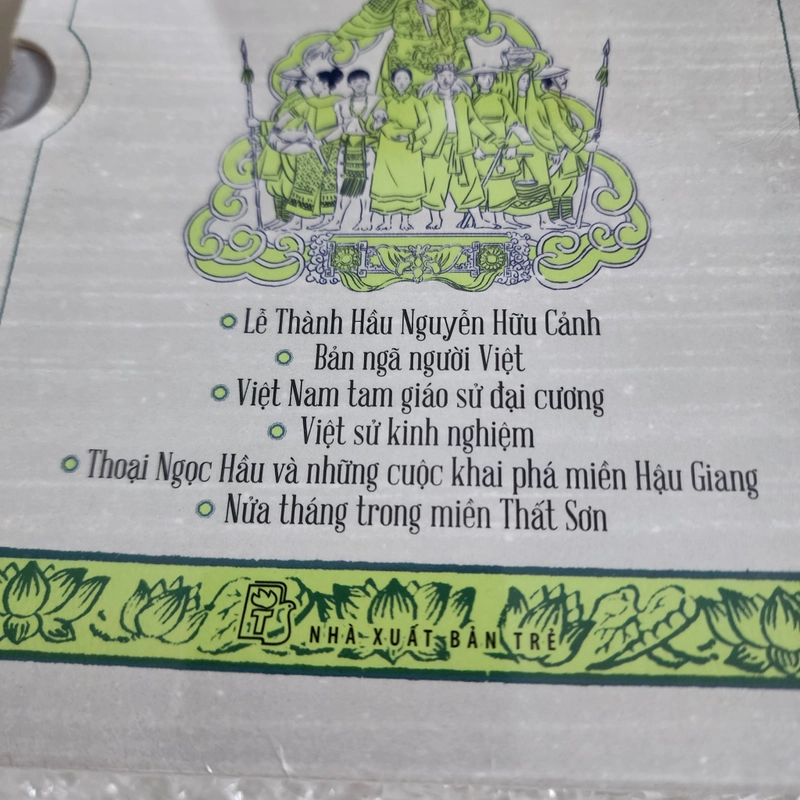 Lễ Thành Hầu Nguyễn Hữu Cảnh
Bản ngã người Việt
Việt Nam tam giáo sử đại cương
Việt sử kinh nghiệm
Thoại Ngọc Hầu và những cuộc khai phá miền Hậu Giang
Nửa tháng trong miền Thất Sơn
NHÀ XUẤT BẢN TRẺ